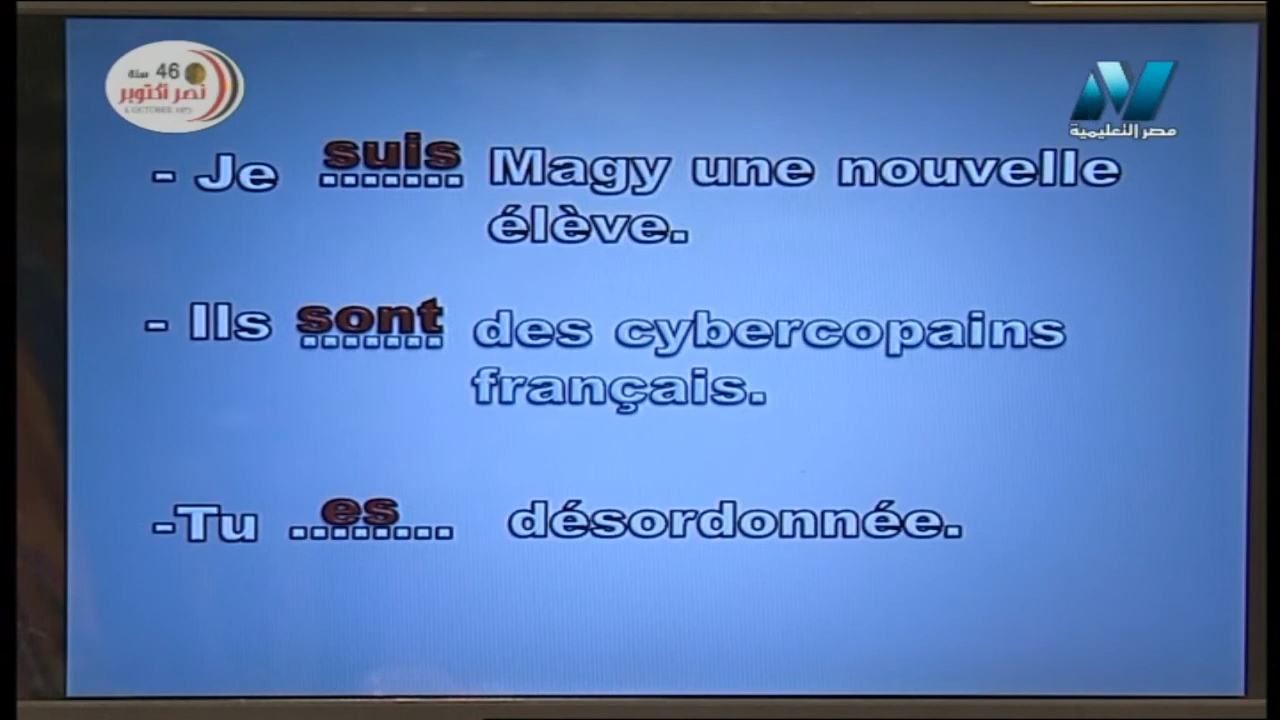 46 سنة
نصر أكتوبر
6 OCTOBER 1973
مصر التعليمية
- Je suis Magy une nouvelle
élève.
- Ils sont des cybercopains
français.
-Tu ..es.. désordonnée.